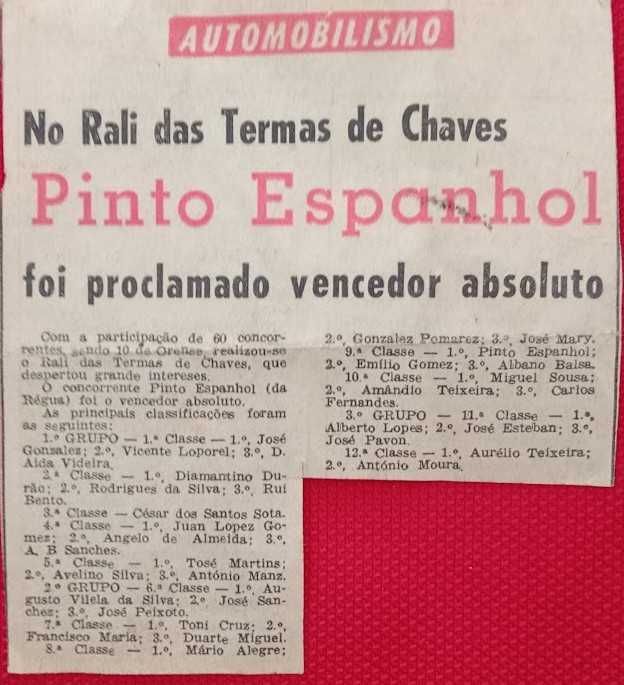 AUTOMOBILISMO
No Rali das Termas de Chaves
Pinto Espanhol
foi proclamado vencedor absoluto
Com a participação de 60 concor-
rentes, sendo 10 de Orense, realizou-se
o Rali das Termas de Chaves, que
despertou grande intereses.
O concorrente Pinto Espanhol (da
Régua) foi o vencedor absoluto.
As principais classificações foram
as seguintes:
1.º GRUPO — 1.ª Classe — 1.º, José
Gonzalez; 2.º, Vicente Loporel; 3.º, D.
Aida Videira.
2.ª Classe — 1.º, Diamantino Du-
rão; 2.º, Rodrigues da Silva; 3.º, Rui
Bento.
3.ª Classe — César dos Santos Sota.
4.ª Classe — 1.º, Juan Lopez Go-
mez; 2.º, Angelo de Almeida; 3.º,
A. B Sanches.
5.ª Classe — 1.º, Tosé Martins;
2.º, Avelino Silva; 3.º, António Manz.
2.º GRUPO — 6.ª Classe — 1.º, Au-
gusto Vilela da Silva; 2.º José San-
chez; 3.º, José Peixoto.
7.ª Classe — 1.º, Toni Cruz; 2.º,
Francisco Maria; 3.º, Duarte Miguel.
8.ª Classe — 1.º, Mário Alegre;
2.º, Gonzalez Pomarez; 3.º, José Mary.
9.ª Classe — 1.º, Pinto Espanhol;
2.º, Emílio Gomez; 3.º, Albano Balsa.
10.ª Classe — 1.º, Miguel Sousa;
2.º, Amândio Teixeira; 3.º, Carlos
Fernandes.
3.º GRUPO — 11.ª Classe — 1.º,
Alberto Lopes; 2.º, José Esteban; 3.º,
José Pavon.
12.ª Classe — 1.º, Aurélio Teixeira;
2.º, António Moura.